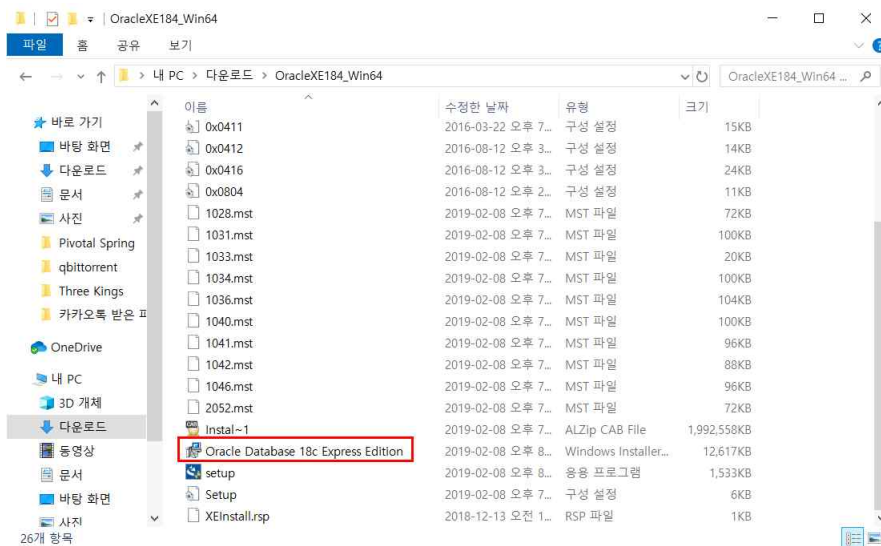 OracleXE184_Win64
파일 홈 공유 보기
내 PC > 다운로드 > OracleXE184_Win64
OracleXE184_Win64 ...
이름 수정한 날짜 유형 크기
바로 가기
바탕 화면
다운로드
문서
사진
Pivotal Spring
qbittorrent
Three Kings
카카오톡 받은 파
OneDrive
내 PC
3D 개체
다운로드
동영상
문서
바탕 화면
사진
0x0411 2016-03-22 오후 7... 구성 설정 15KB
0x0412 2016-08-12 오후 3... 구성 설정 14KB
0x0416 2016-08-12 오후 3... 구성 설정 24KB
0x0804 2016-08-12 오후 2... 구성 설정 11KB
1028.mst 2019-02-08 오후 7... MST 파일 72KB
1031.mst 2019-02-08 오후 7... MST 파일 100KB
1033.mst 2019-02-08 오후 7... MST 파일 20KB
1034.mst 2019-02-08 오후 7... MST 파일 100KB
1036.mst 2019-02-08 오후 7... MST 파일 104KB
1040.mst 2019-02-08 오후 7... MST 파일 100KB
1041.mst 2019-02-08 오후 7... MST 파일 96KB
1042.mst 2019-02-08 오후 7... MST 파일 88KB
1046.mst 2019-02-08 오후 7... MST 파일 96KB
2052.mst 2019-02-08 오후 7... MST 파일 72KB
Instal~1 2019-02-08 오후 7... ALZip CAB File 1,992,558KB
Oracle Database 18c Express Edition 2019-02-08 오후 8... Windows Installer... 12,617KB
setup 2019-02-08 오후 8... 응용 프로그램 1,533KB
Setup 2019-02-08 오후 7... 구성 설정 6KB
XEInstall.rsp 2018-12-13 오전 1... RSP 파일 1KB
26개 항목